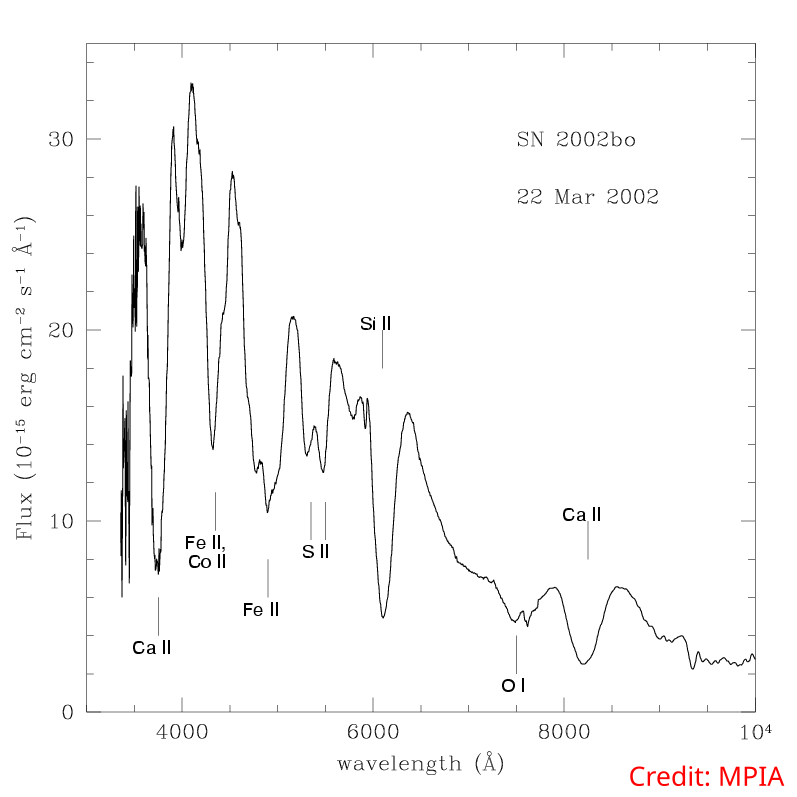 SN 2002bo
22 Mar 2002
30
20
10
0
Flux (10⁻¹⁵ erg cm⁻² s⁻¹ Å⁻¹)
Si II
Ca II
Fe II,
Co II
S II
Fe II
Ca II
O I
4000
6000
8000
10⁴
wavelength (Å)
Credit: MPIA